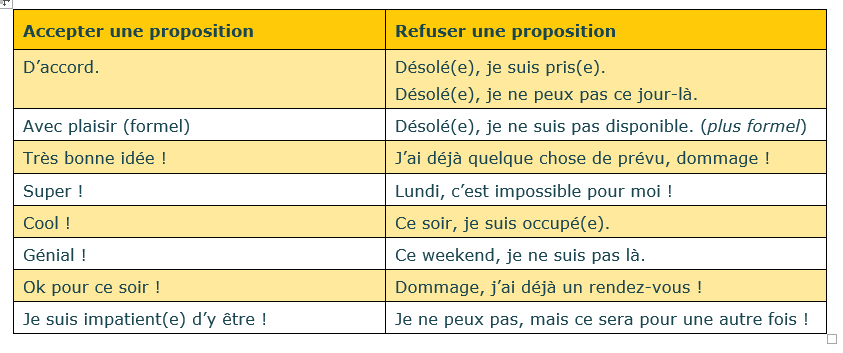 Accepter une proposition
Refuser une proposition
D’accord.
Désolé(e), je suis pris(e).
Désolé(e), je ne peux pas ce jour-là.
Avec plaisir (formel)
Désolé(e), je ne suis pas disponible. (plus formel)
Très bonne idée !
J’ai déjà quelque chose de prévu, dommage !
Super !
Lundi, c’est impossible pour moi !
Cool !
Ce soir, je suis occupé(e).
Génial !
Ce weekend, je ne suis pas là.
Ok pour ce soir !
Dommage, j’ai déjà un rendez-vous !
Je suis impatient(e) d’y être !
Je ne peux pas, mais ce sera pour une autre fois !